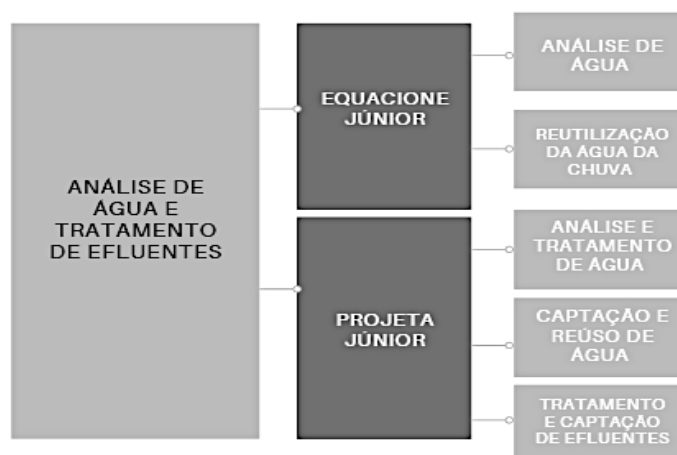 ANÁLISE DE
ÁGUA E
TRATAMENTO
DE EFLUENTES
EQUACIONE
JÚNIOR
ANÁLISE DE
ÁGUA
REUTILIZAÇÃO
DA ÁGUA DA
CHUVA
PROJETA
JÚNIOR
ANÁLISE E
TRATAMENTO
DE ÁGUA
CAPTAÇÃO E
REÚSO DE
ÁGUA
TRATAMENTO
E CAPTAÇÃO
DE EFLUENTES